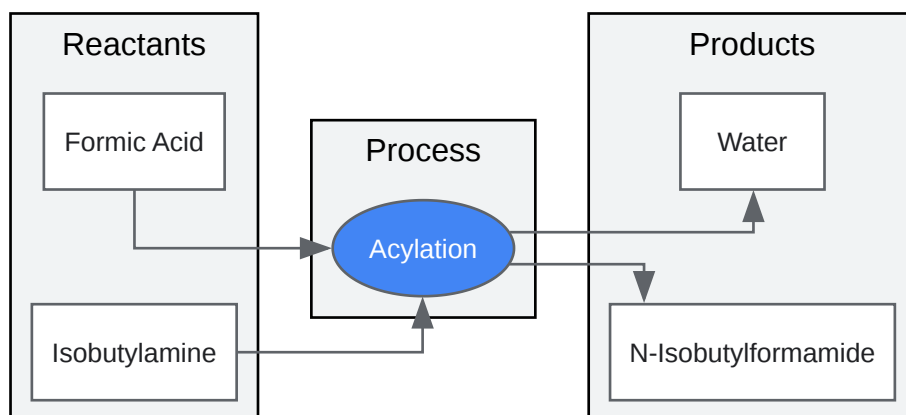 Reactants
Formic Acid
Isobutylamine
Process
Acylation
Products
Water
N-Isobutylformamide